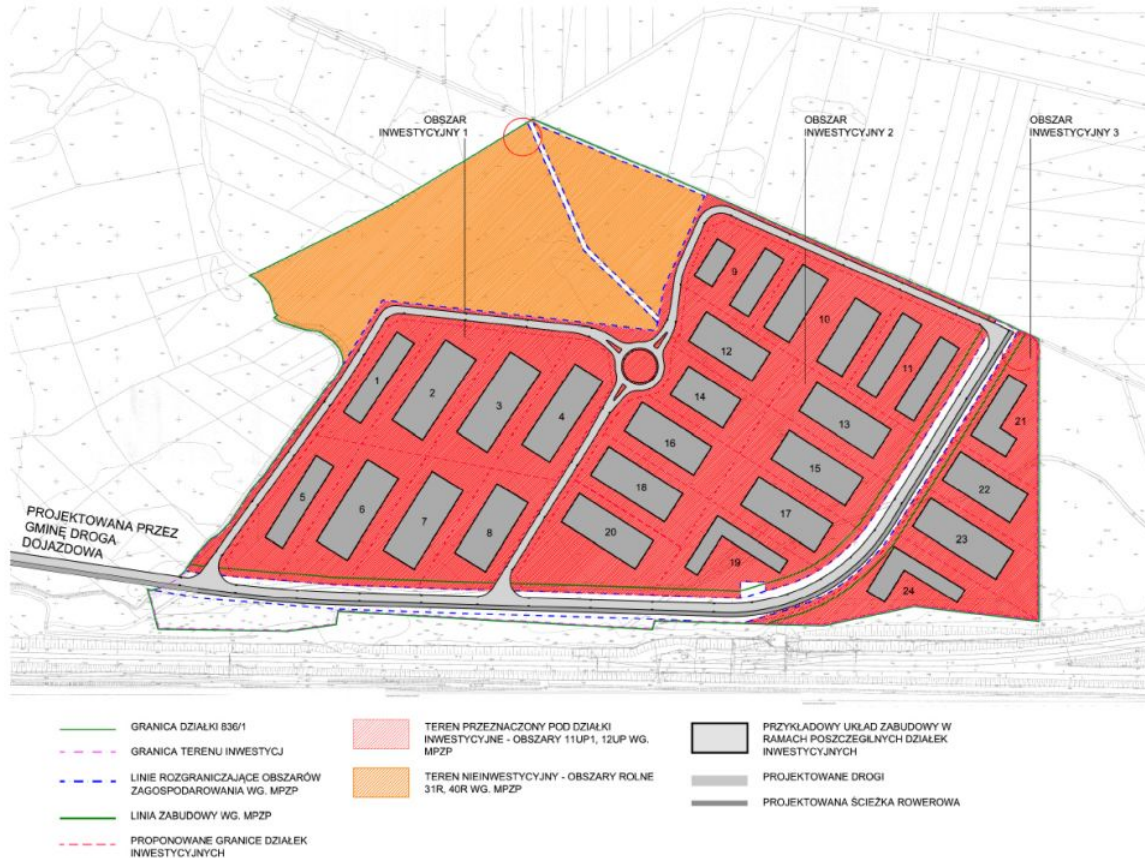 OBSZAR
INWESTYCYJNY 1
OBSZAR
INWESTYCYJNY 2
OBSZAR
INWESTYCYJNY 3
9
10
11
12
13
14
15
16
17
18
19
20
1
2
3
4
5
6
7
8
21
22
23
24
PROJEKTOWANA PRZEZ
GMINĘ DROGA
DOJAZDOWA
GRANICA DZIAŁKI 836/1
GRANICA TERENU INWESTYCJ
LINIE ROZGRANICZAJĄCE OBSZARÓW
ZAGOSPODAROWANIA WG. MPZP
LINIA ZABUDOWY WG. MPZP
PROPONOWANE GRANICE DZIAŁEK
INWESTYCYJNYCH
TEREN PRZEZNACZONY POD DZIAŁKI
INWESTYCYJNE - OBSZARY 11UP1, 12UP WG.
MPZP
TEREN NIEINWESTYCYJNY - OBSZARY ROLNE
31R, 40R WG. MPZP
PRZYKŁADOWY UKŁAD ZABUDOWY W
RAMACH POSZCZEGILNYCH DZIAŁEK
INWESTYCYJNYCH
PROJEKTOWANE DROGI
PROJEKTOWANA ŚCIEŻKA ROWEROWA